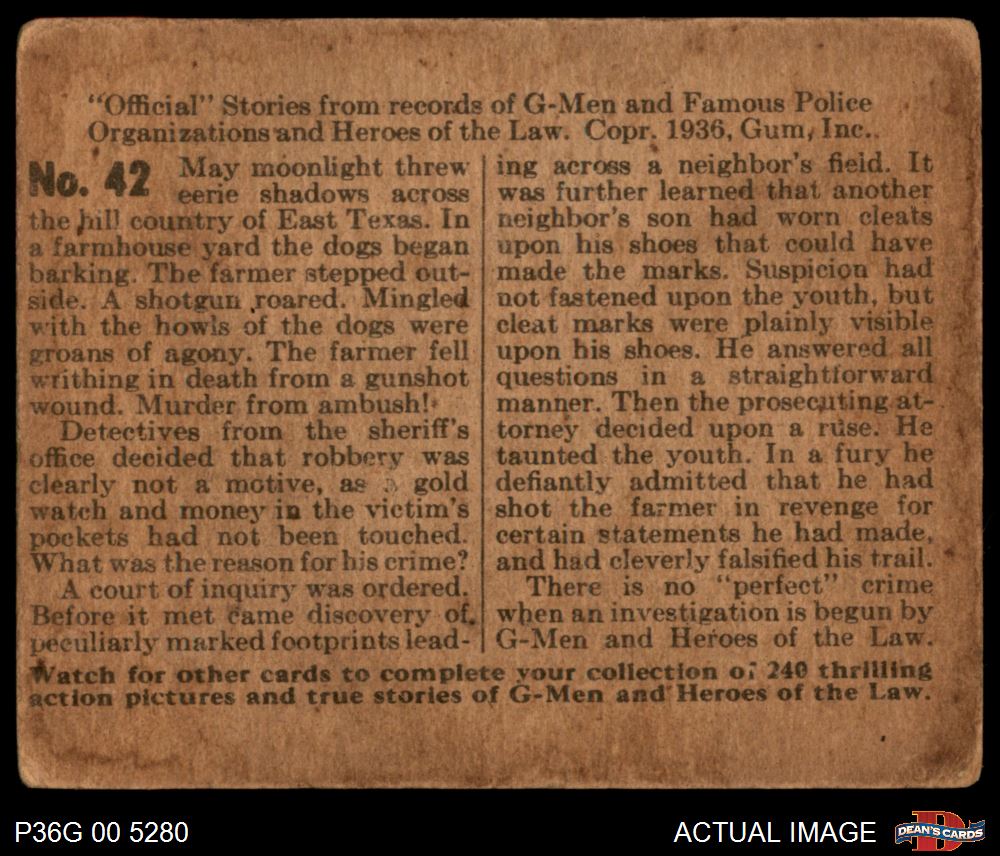 "Official" Stories from records of G-Men and Famous Police
Organizations and Heroes of the Law. Copr. 1936, Gum, Inc..
No. 42
May moonlight threw
eerie shadows across
the hill country of East Texas. In
a farmhouse yard the dogs began
barking. The farmer stepped out-
side. A shotgun roared. Mingled
with the howls of the dogs were
groans of agony. The farmer fell
writhing in death from a gunshot
wound. Murder from ambush!
Detectives from the sheriff's
office decided that robbery was
clearly not a motive, as a gold
watch and money in the victim's
pockets had not been touched.
What was the reason for his crime?
A court of inquiry was ordered.
Before it met came discovery of
peculiarly marked footprints lead-
ing across a neighbor's field. It
was further learned that another
neighbor's son had worn cleats
upon his shoes that could have
made the marks. Suspicion had
not fastened upon the youth, but
cleat marks were plainly visible
upon his shoes. He answered all
questions in a straightforward
manner. Then the prosecuting at-
torney decided upon a ruse. He
taunted the youth. In a fury he
defiantly admitted that he had
shot the farmer in revenge for
certain statements he had made,
and had cleverly falsified his trail.
There is no "perfect" crime
when an investigation is begun by
G-Men and Heroes of the Law.
Watch for other cards to complete your collection of 240 thrilling
action pictures and true stories of G-Men and Heroes of the Law.
P36G 00 5280
ACTUAL IMAGE
DEAN'S CARDS